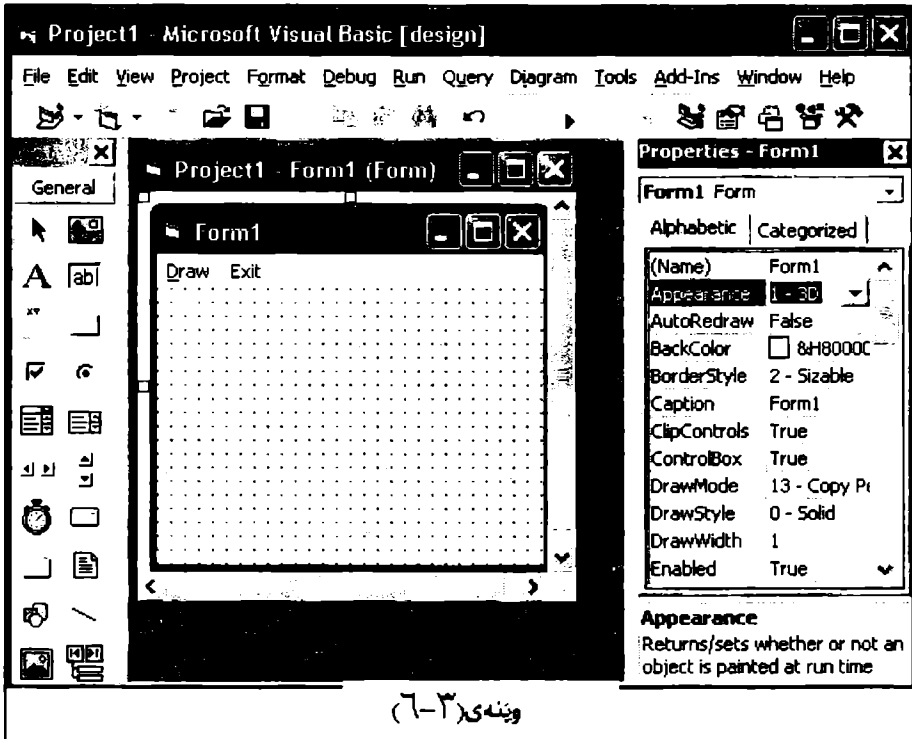 Project1 - Microsoft Visual Basic [design]
File Edit View Project Format Debug Run Query Diagram Tools Add-Ins Window Help
General
Project1 - Form1 (Form)
Form1
Draw Exit
Properties - Form1
Form1 Form
Alphabetic Categorized
(Name) Form1
Appearance 1 - 3D
AutoRedraw False
BackColor &H8000C
BorderStyle 2 - Sizable
Caption Form1
ClipControls True
ControlBox True
DrawMode 13 - Copy Pe
DrawStyle 0 - Solid
DrawWidth 1
Enabled True
Appearance
Returns/sets whether or not an
object is painted at run time
وێنەی(٣-٦)